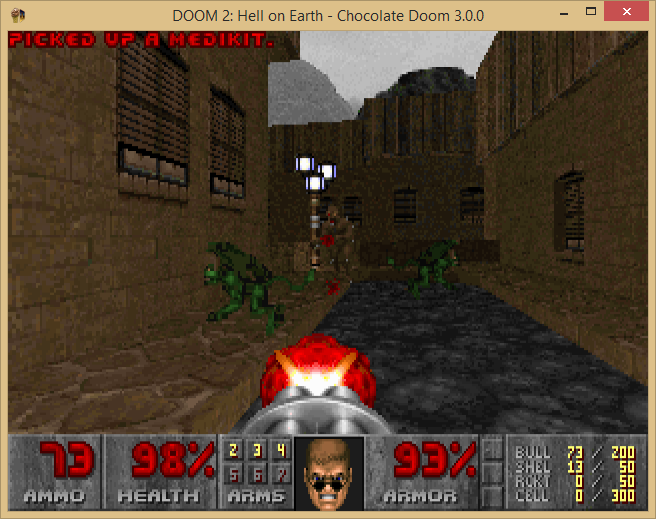 DOOM 2: Hell on Earth - Chocolate Doom 3.0.0
PICKED UP A MEDIKIT.
73 98% 2 3 4 93% BULL 73 / 200
5 6 7 SHEL 13 / 50
RCKT 0 / 50
AMMO HEALTH ARMS ARMOR CELL 0 / 300